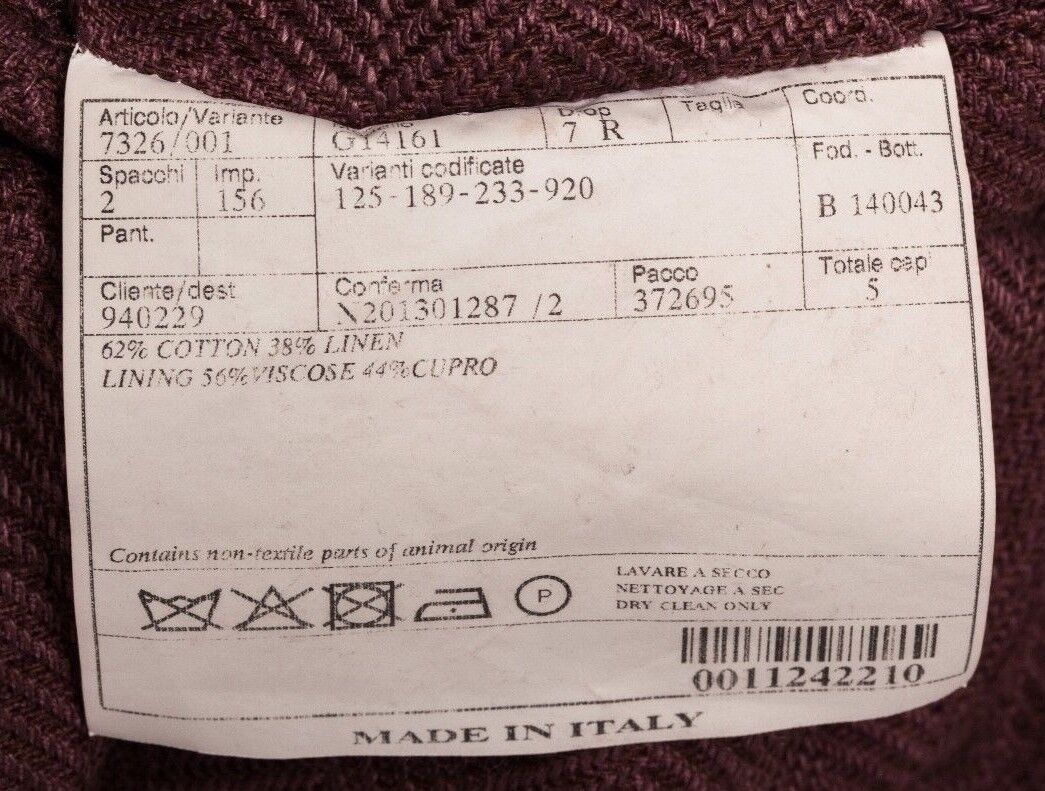 Articolo/Variante Drop Taglia Coord.
7326/001 G14161 7 R
Spacchi Imp. Varianti codificate Fod. - Bott.
2 156 125-189-233-920 B 140043
Pant.
Cliente/dest Conferma Pacco Totale capi
940229 N201301287 /2 372695 5
62% COTTON 38% LINEN
LINING 56%VISCOSE 44%CUPRO
Contains non-textile parts of animal origin
P
LAVARE A SECCO
NETTOYAGE A SEC
DRY CLEAN ONLY
0011242210
MADE IN ITALY